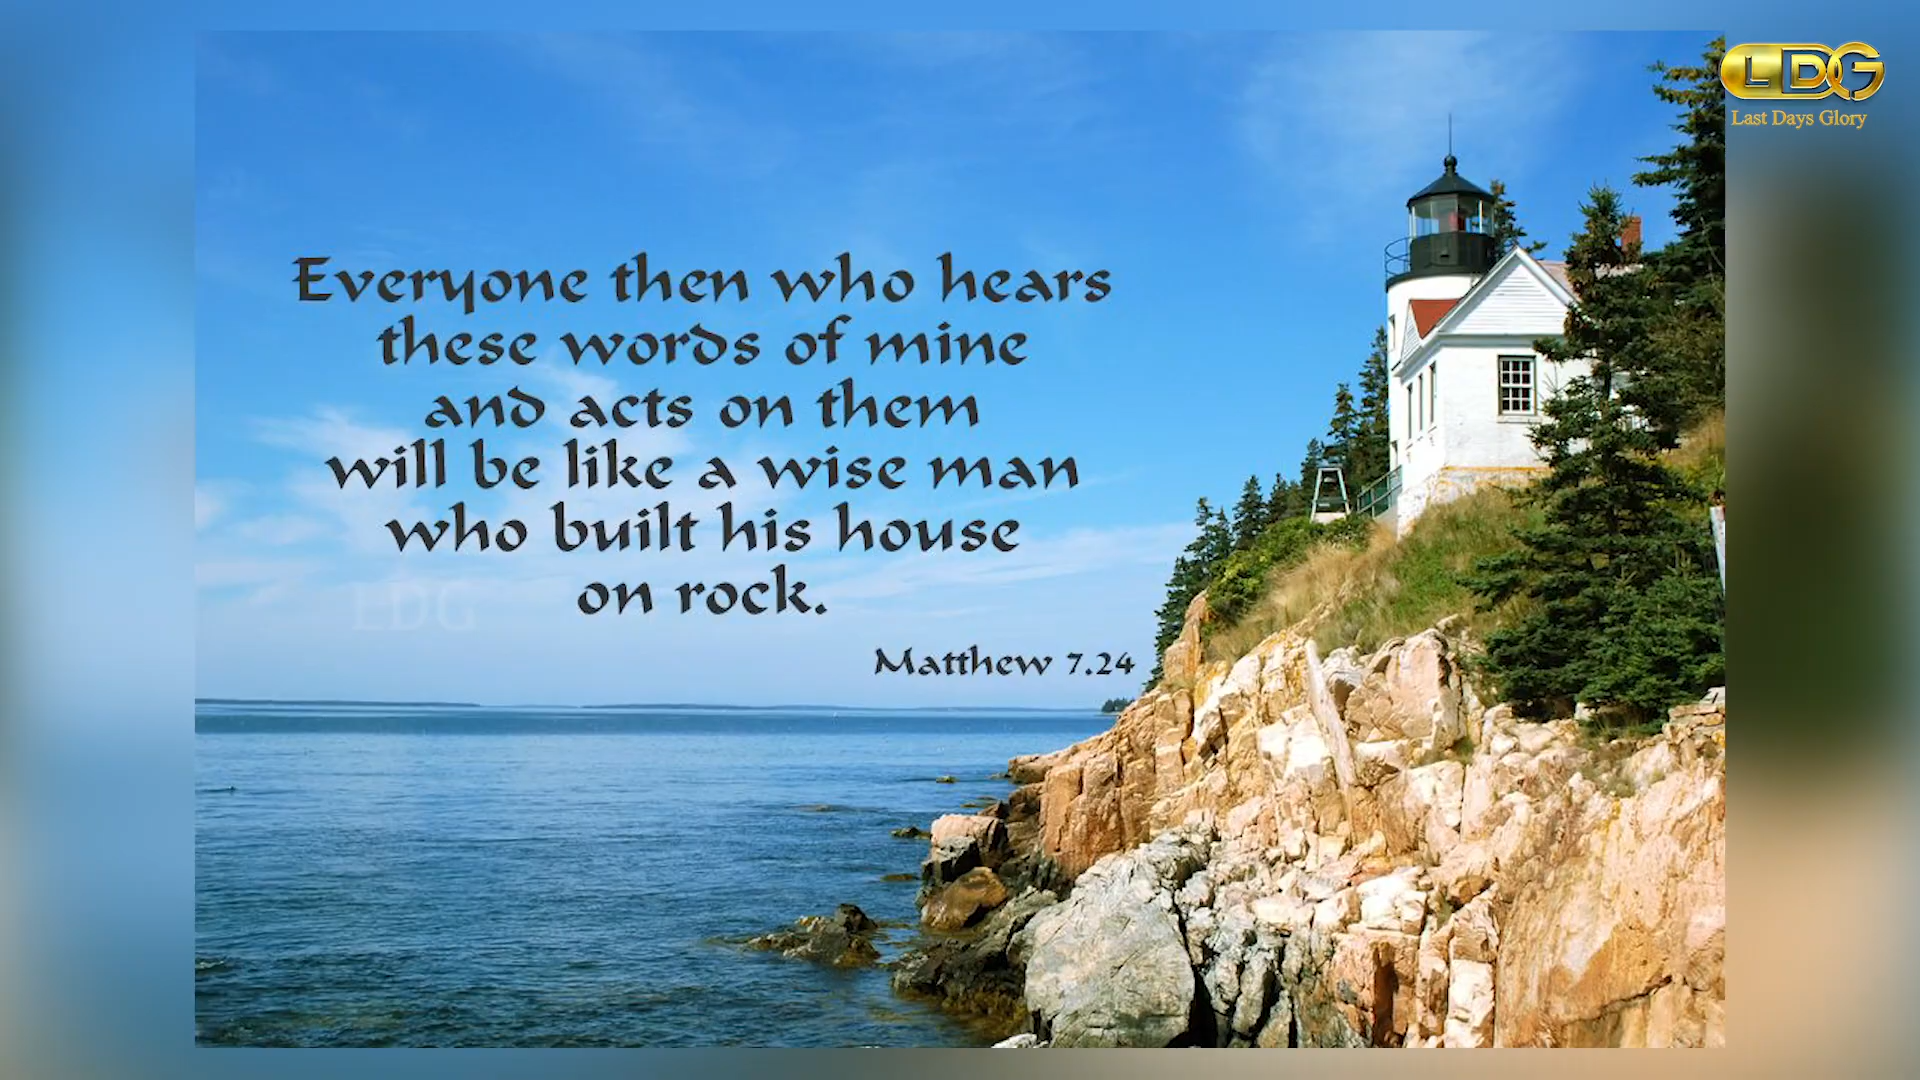 LDG
Last Days Glory
Everyone then who hears
these words of mine
and acts on them
will be like a wise man
who built his house
on rock.
LDG
Matthew 7.24